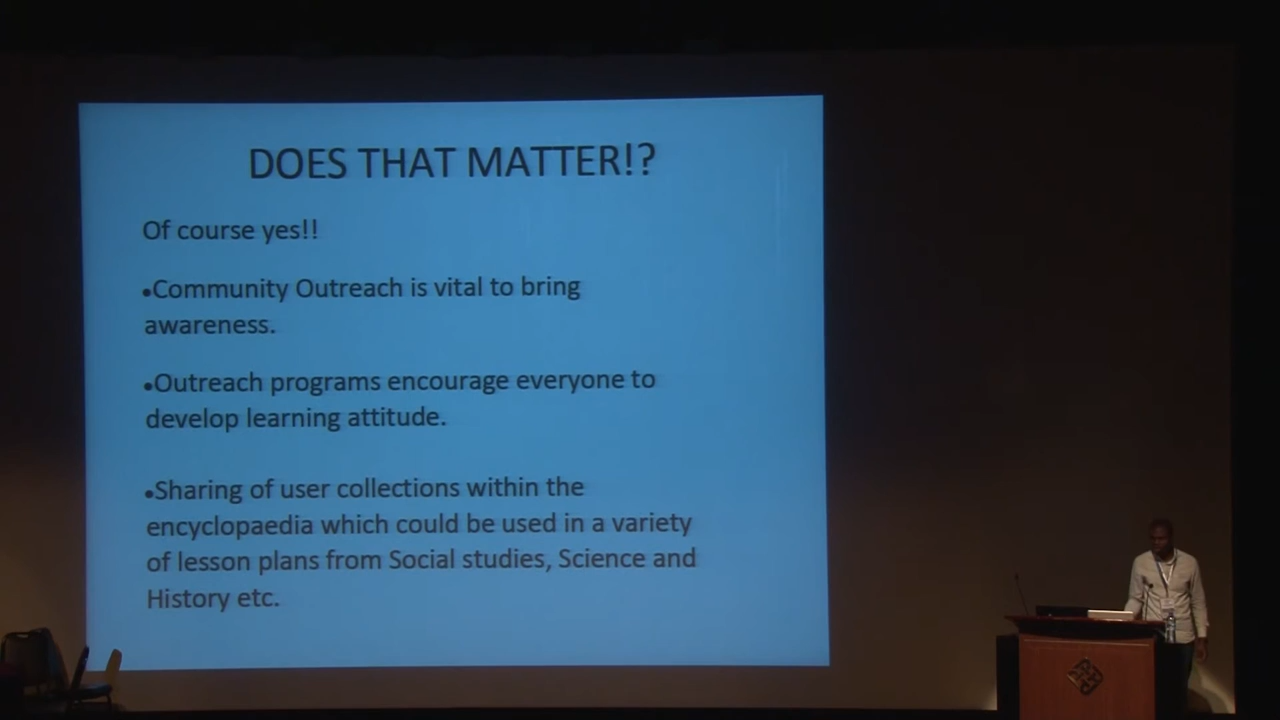 DOES THAT MATTER!?
Of course yes!!
•Community Outreach is vital to bring
awareness.
•Outreach programs encourage everyone to
develop learning attitude.
•Sharing of user collections within the
encyclopaedia which could be used in a variety
of lesson plans from Social studies, Science and
History etc.